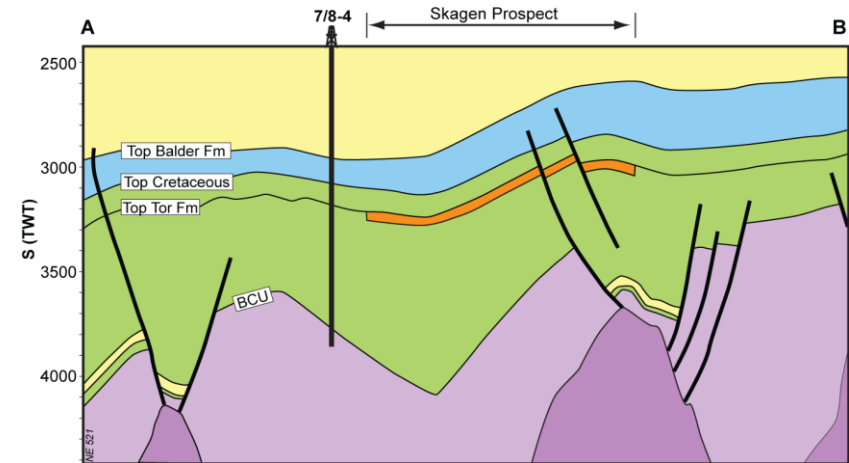 A
7/8-4
Skagen Prospect
B
2500
3000
3500
4000
S (TWT)
Top Balder Fm
Top Cretaceous
Top Tor Fm
BCU
NE 521